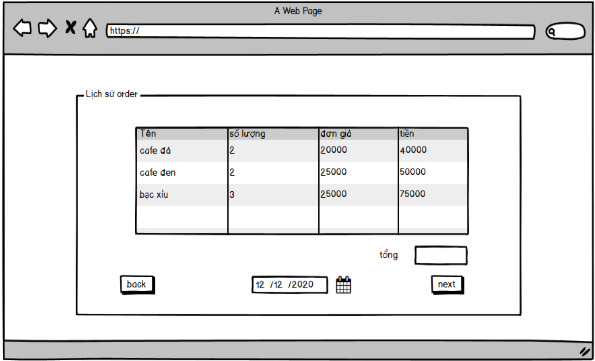 A Web Page
https://
Lịch sử order
Tên số lượng đơn giá tiền
cafe đá 2 20000 40000
cafe đen 2 25000 50000
bạc xỉu 3 25000 75000
tổng
back 12 /12 /2020 next